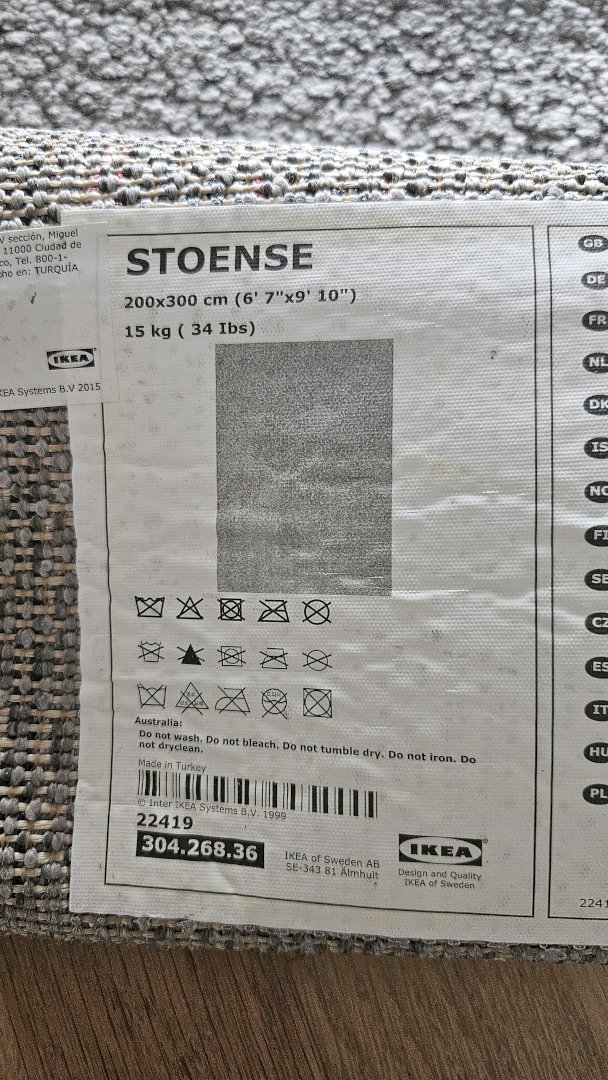 V sección, Miguel
11000 Ciudad de
co, Tel. 800-1-
ho en: TURQUÍA
IKEA
KEA Systems B.V 2015
STOENSE
200x300 cm (6' 7"x9' 10")
15 kg ( 34 lbs)
Australia:
Do not wash. Do not bleach. Do not tumble dry. Do not iron. Do
not dryclean.
Made in Turkey
© Inter IKEA Systems B.V. 1999
22419
304.268.36
IKEA of Sweden AB
SE-343 81 Älmhult
IKEA®
Design and Quality
IKEA of Sweden
GB
DE
FR
NL
DK
IS
NO
FI
SE
CZ
ES
IT
HU
PL
2241